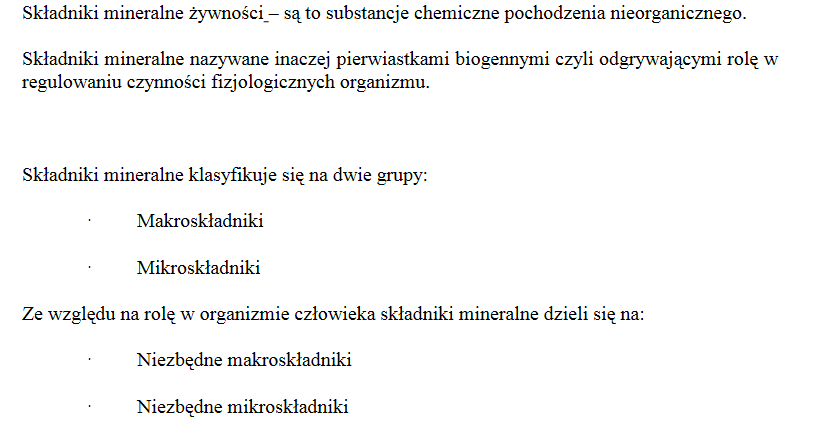 Składniki mineralne żywności – są to substancje chemiczne pochodzenia nieorganicznego.
Składniki mineralne nazywane inaczej pierwiastkami biogennymi czyli odgrywającymi rolę w
regulowaniu czynności fizjologicznych organizmu.
Składniki mineralne klasyfikuje się na dwie grupy:
· Makroskładniki
· Mikroskładniki
Ze względu na rolę w organizmie człowieka składniki mineralne dzieli się na:
· Niezbędne makroskładniki
· Niezbędne mikroskładniki